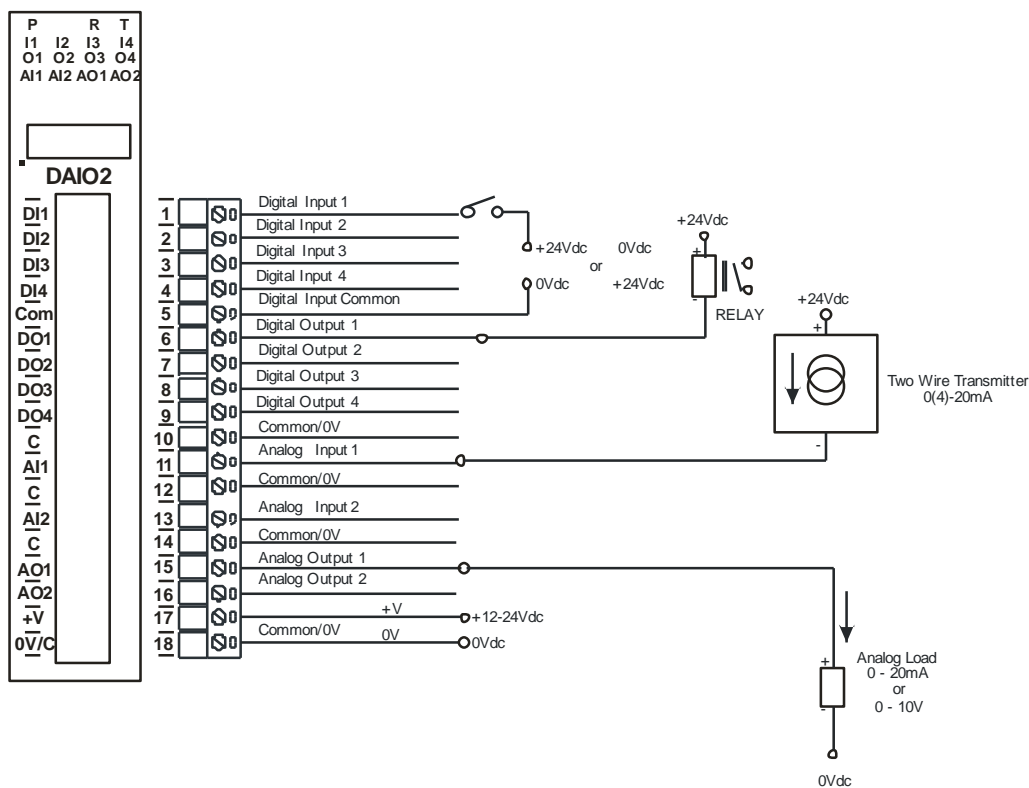 P R T
I1 I2 I3 I4
O1 O2 O3 O4
AI1 AI2 AO1 AO2
DAIO2
DI1
DI2
DI3
DI4
Com
DO1
DO2
DO3
DO4
C
AI1
C
AI2
C
AO1
AO2
+V
0V/C
1 Digital Input 1
2 Digital Input 2
3 Digital Input 3
4 Digital Input 4
5 Digital Input Common
6 Digital Output 1
7 Digital Output 2
8 Digital Output 3
9 Digital Output 4
10 Common/0V
11 Analog Input 1
12 Common/0V
13 Analog Input 2
14 Common/0V
15 Analog Output 1
16 Analog Output 2
17 +V +12-24Vdc
18 Common/0V 0V 0Vdc
+24Vdc 0Vdc
or
0Vdc +24Vdc
+24Vdc
+
-
RELAY
+24Vdc
+
-
Two Wire Transmitter
0(4)-20mA
+
-
Analog Load
0 - 20mA
or
0 - 10V
0Vdc